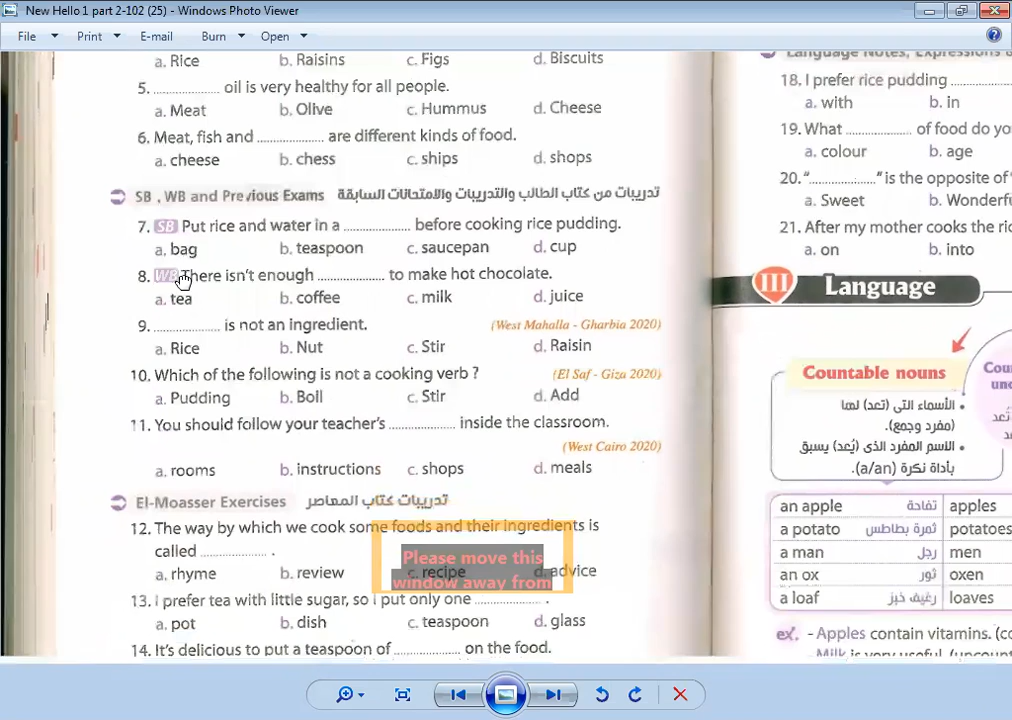 New Hello 1 part 2-102 (25) - Windows Photo Viewer
File Print E-mail Burn Open
a. Rice b. Raisins c. Figs d. Biscuits
5. .................. oil is very healthy for all people.
a. Meat b. Olive c. Hummus d. Cheese
6. Meat, fish and .................. are different kinds of food.
a. cheese b. chess c. ships d. shops
SB , WB and Previous Exams تدريبات من كتاب الطالب والتدريبات والامتحانات السابقة
7. SB Put rice and water in a .................. before cooking rice pudding.
a. bag b. teaspoon c. saucepan d. cup
8. WB There isn't enough .................. to make hot chocolate.
a. tea b. coffee c. milk d. juice
9. .................. is not an ingredient. (West Mahalla - Gharbia 2020)
a. Rice b. Nut c. Stir d. Raisin
10. Which of the following is not a cooking verb ? (El Saf - Giza 2020)
a. Pudding b. Boil c. Stir d. Add
11. You should follow your teacher's .................. inside the classroom.
(West Cairo 2020)
a. rooms b. instructions c. shops d. meals
El-Moasser Exercises تدريبات كتاب المعاصر
12. The way by which we cook some foods and their ingredients is
called .................. .
a. rhyme b. review c. recipe d. advice
Please move this
window away from
13. I prefer tea with little sugar, so I put only one .................. .
a. pot b. dish c. teaspoon d. glass
14. It's delicious to put a teaspoon of .................. on the food.
Language Notes, Expressions
18. I prefer rice pudding
a. with b. in
19. What .................. of food do yo
a. colour b. age
20. ".................." is the opposite of
a. Sweet b. Wonderf
21. After my mother cooks the ric
a. on b. into
III Language
Countable nouns
• الأسماء التى (تعد) لها
(مفرد وجمع).
• الاسم المفرد الذى (يُعد) يسبق
بأداة نكرة (a/an).
an apple تفاحة apples
a potato ثمرة بطاطس potatoes
a man رجل men
an ox ثور oxen
a loaf رغيف خبز loaves
ex. - Apples contain vitamins. (co
- Milk is very useful. (uncount